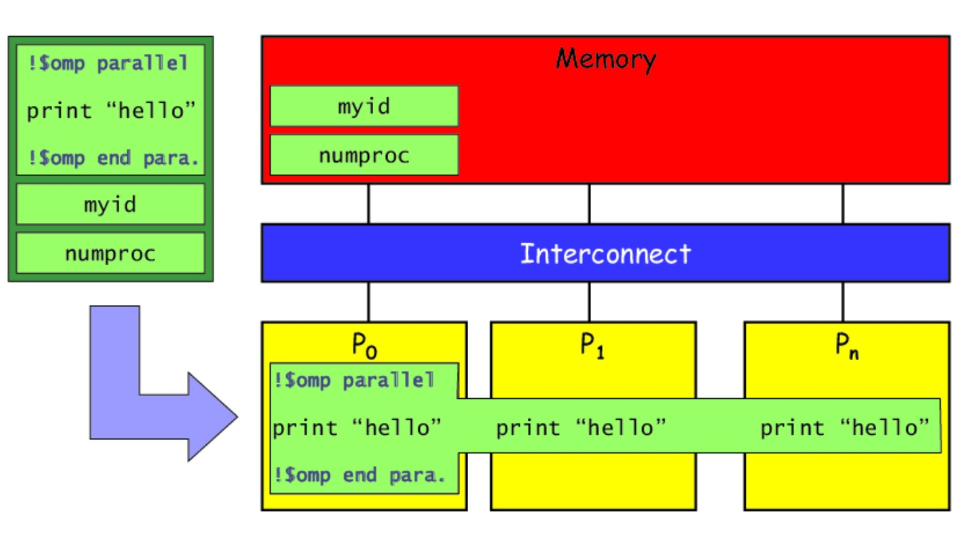 !$omp parallel
print “hello”
!$omp end para.
myid
numproc
Memory
myid
numproc
Interconnect
P0
P1
Pn
!$omp parallel
print “hello”
print “hello”
print “hello”
!$omp end para.